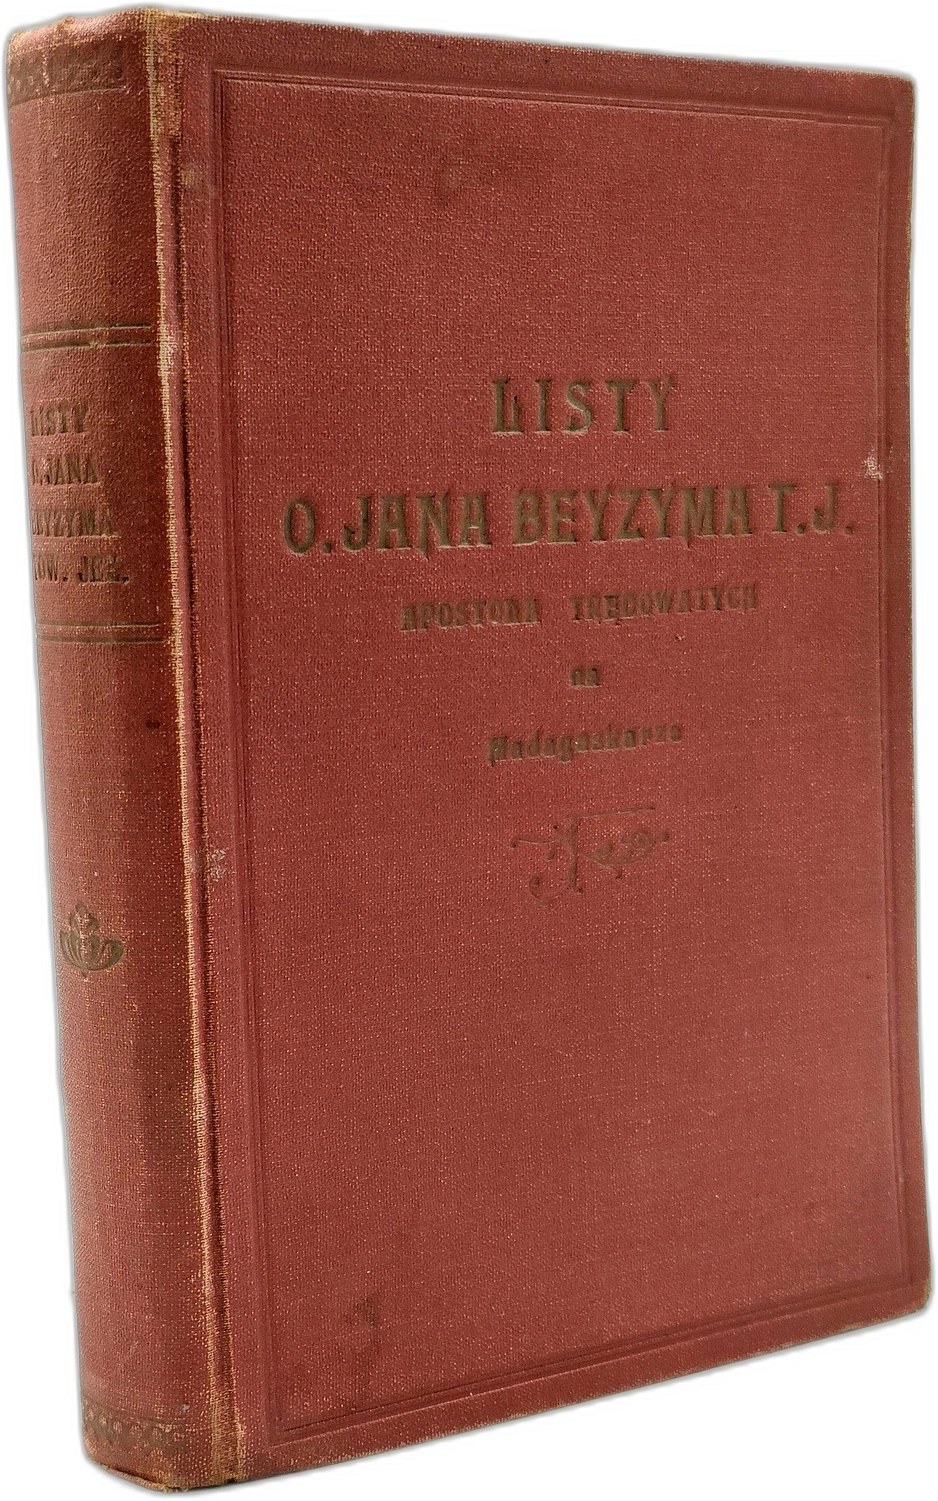 LISTY
O. JANA
BEYZYMA
TOW. JEZ.
LISTY
O. JANA BEYZYMA T. J.
APOSTOŁA TRĘDOWATYCH
na
Madagaskarze